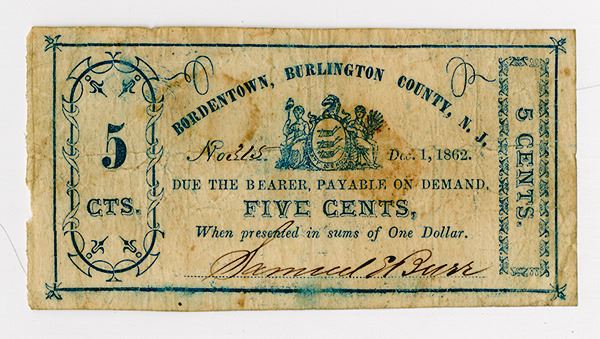 BORDENTOWN, BURLINGTON COUNTY, N. J.
5
CTS.
Dec. 1, 1862.
DUE THE BEARER, PAYABLE ON DEMAND,
FIVE CENTS,
When presented in sums of One Dollar.
Samuel E Burr
5 CENTS.